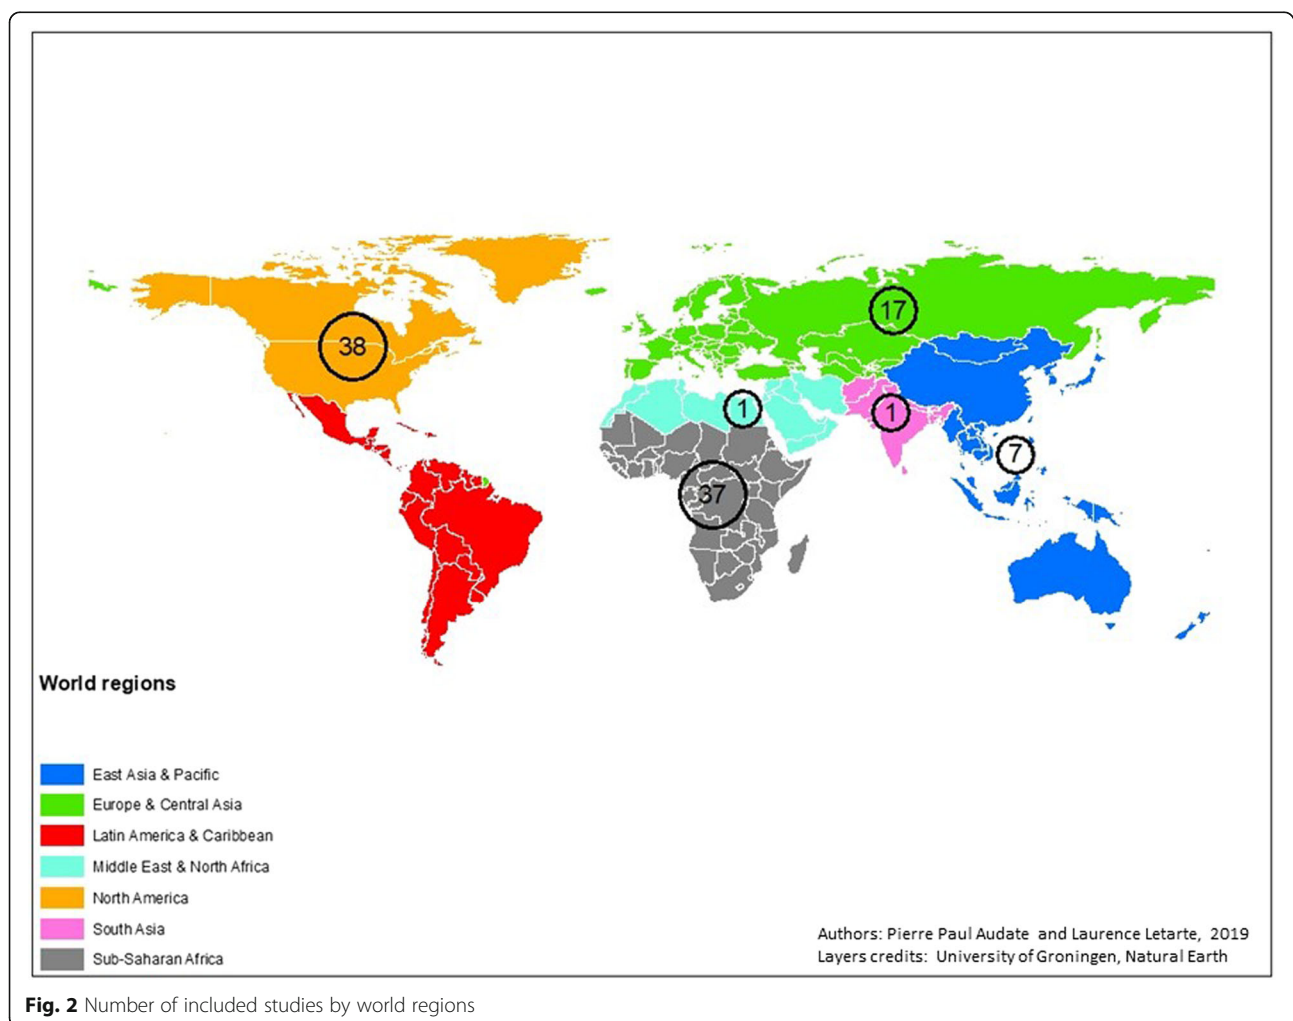 38
17
1
1
7
37
World regions
East Asia & Pacific
Europe & Central Asia
Latin America & Caribbean
Middle East & North Africa
North America
South Asia
Sub-Saharan Africa
Authors: Pierre Paul Audate and Laurence Letarte, 2019
Layers credits: University of Groningen, Natural Earth
Fig. 2 Number of included studies by world regions